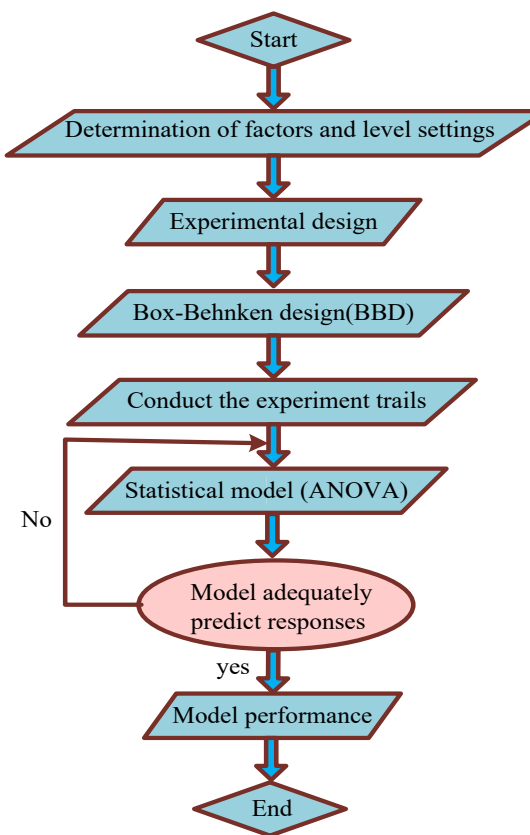 Start
Determination of factors and level settings
Experimental design
Box-Behnken design(BBD)
Conduct the experiment trails
Statistical model (ANOVA)
No
Model adequately
predict responses
yes
Model performance
End